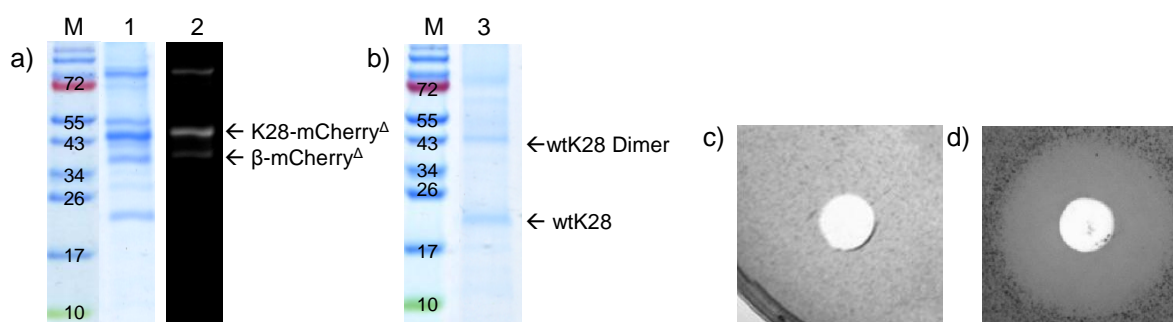 M 1 2
a)
72
55
43
34
26
17
10
← K28-mCherryΔ
← β-mCherryΔ
M 3
b)
72
55
43
34
26
17
10
←wtK28 Dimer
← wtK28
c)
d)